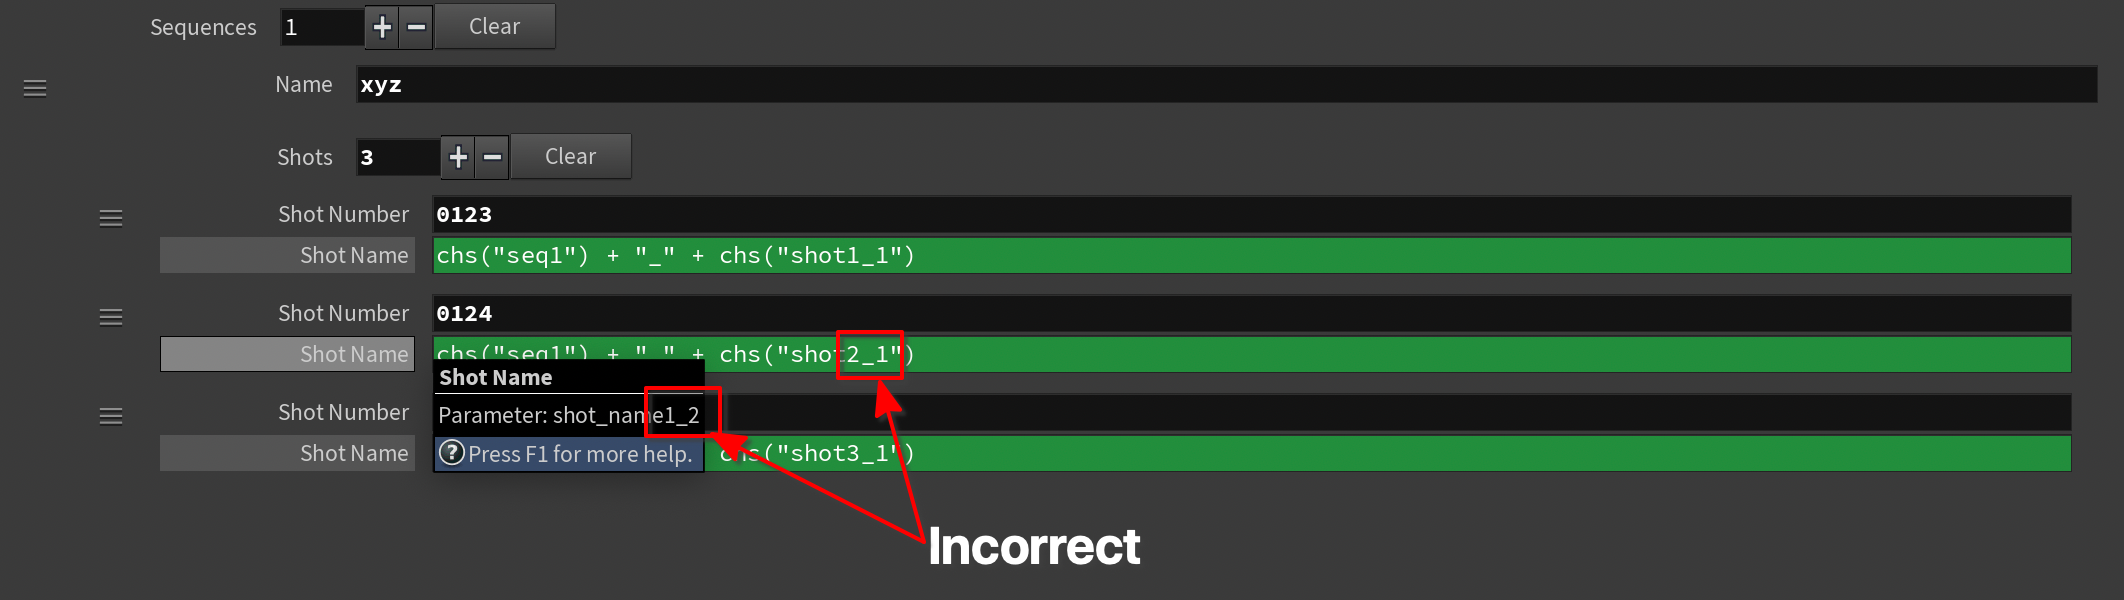 Sequences 1 Clear
Name xyz
Shots 3 Clear
Shot Number 0123
Shot Name chs("seq1") + "_" + chs("shot1_1")
Shot Number 0124
Shot Name chs("seq1") + "_" + chs("shot2_1")
Shot Name
Shot Number
Parameter: shot_name1_2
Shot Name chs("shot3_1")
Press F1 for more help.
Incorrect